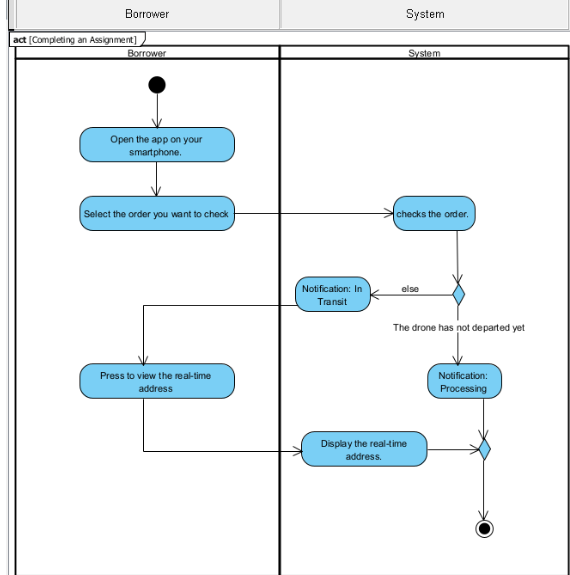 Borrower
System
act [Completing an Assignment]
Borrower
System
Open the app on your
smartphone.
Select the order you want to check
checks the order.
Notification: In
Transit
else
The drone has not departed yet
Press to view the real-time
address
Notification:
Processing
Display the real-time
address.